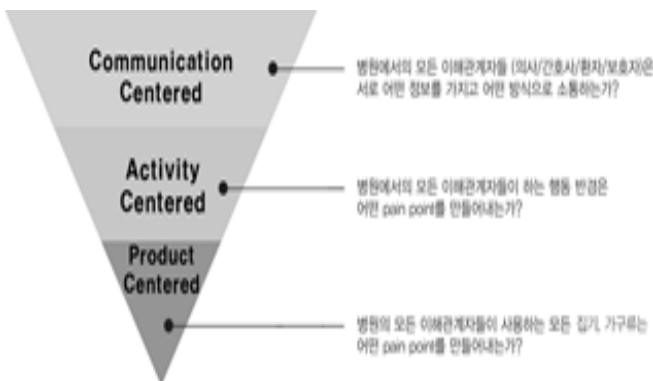 Communication
Centered
병원에서의 모든 이해관계자들 (의사/간호사/환자/보호자)은
서로 어떤 정보를 가지고 어떤 방식으로 소통하는가?
Activity
Centered
병원에서의 모든 이해관계자들이 하는 행동 반경은
어떤 pain point를 만들어내는가?
Product
Centered
병원의 모든 이해관계자들이 사용하는 모든 집기, 가구류는
어떤 pain point를 만들어내는가?